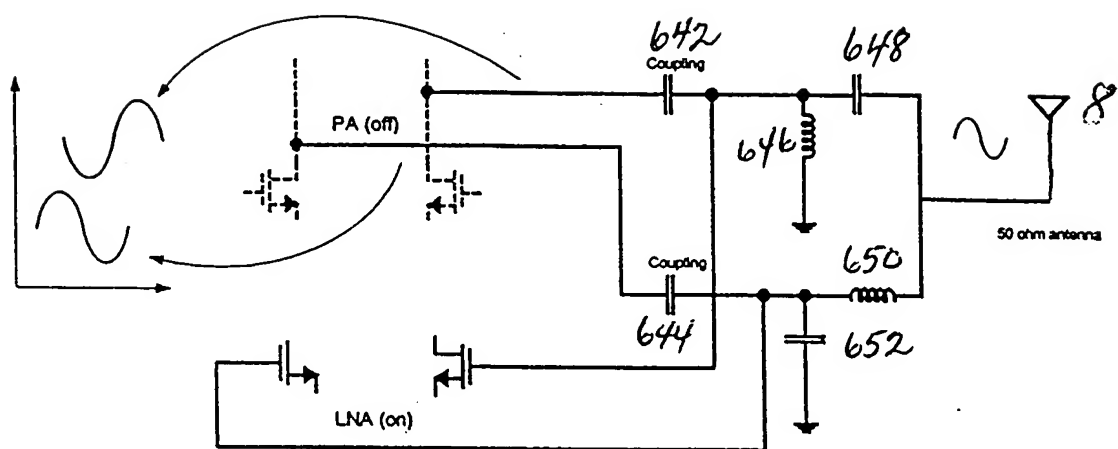 642
648
Coupling
8
PA (off)
646
50 ohm antenna
Coupling
650
644
652
LNA (on)